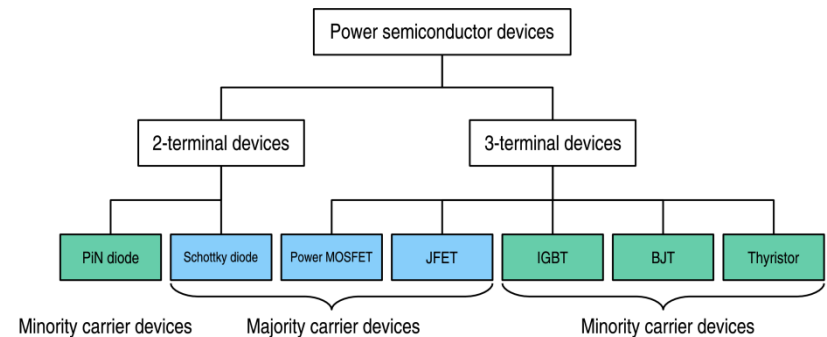 Power semiconductor devices
2-terminal devices
3-terminal devices
PiN diode
Schottky diode
Power MOSFET
JFET
IGBT
BJT
Thyristor
Minority carrier devices
Majority carrier devices
Minority carrier devices